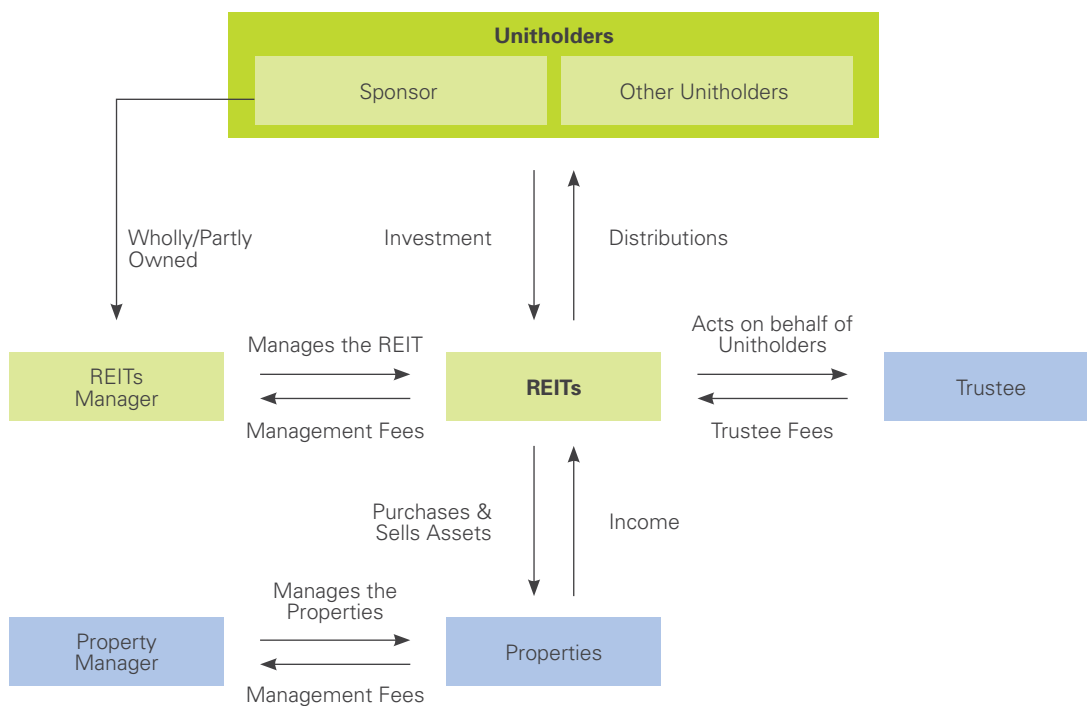 Unitholders
Sponsor
Other Unitholders
Wholly/Partly
Owned
Investment
Distributions
Manages the REIT
Acts on behalf of
Unitholders
REITs
Manager
REITs
Trustee
Management Fees
Trustee Fees
Purchases &
Sells Assets
Income
Manages the
Properties
Property
Manager
Properties
Management Fees